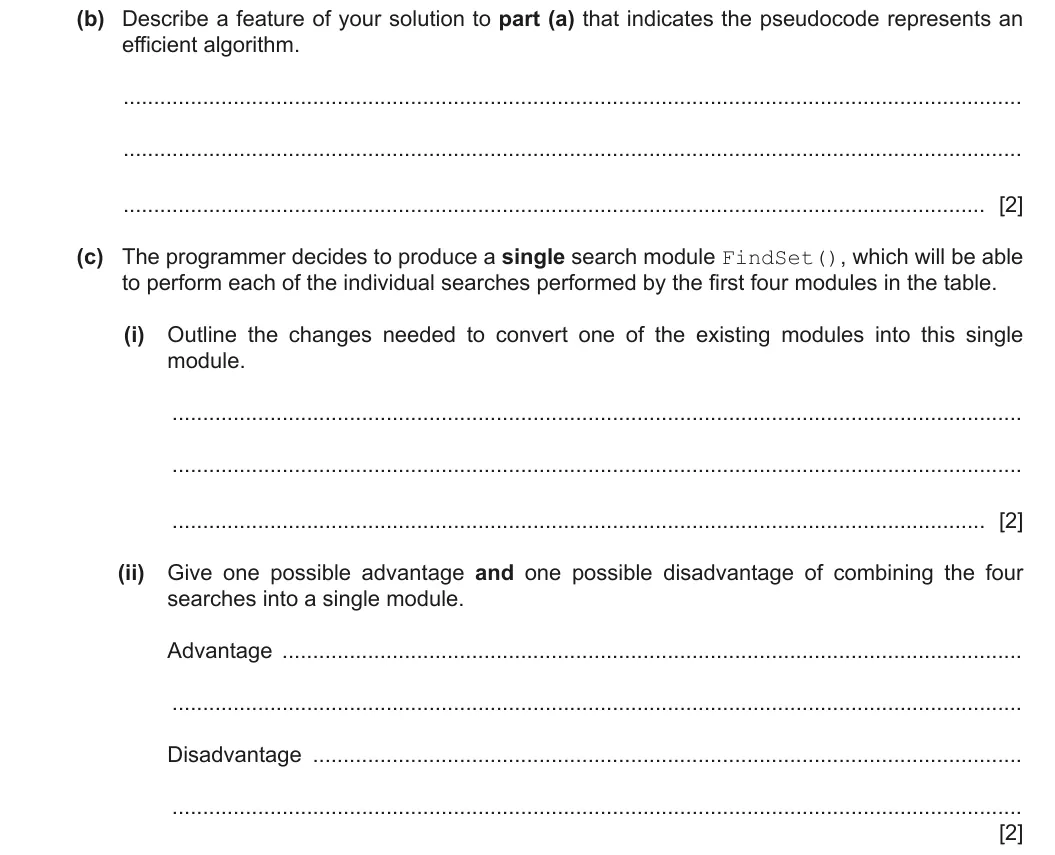 (b) Describe a feature of your solution to part (a) that indicates the pseudocode represents an
efficient algorithm.
..........................................................................................................................................
..........................................................................................................................................
.................................................................................................................................... [2]
(c) The programmer decides to produce a single search module FindSet(), which will be able
to perform each of the individual searches performed by the first four modules in the table.
(i) Outline the changes needed to convert one of the existing modules into this single
module.
..................................................................................................................................
..................................................................................................................................
............................................................................................................................ [2]
(ii) Give one possible advantage and one possible disadvantage of combining the four
searches into a single module.
Advantage .................................................................................................................
..................................................................................................................................
Disadvantage ............................................................................................................
..................................................................................................................................
[2]